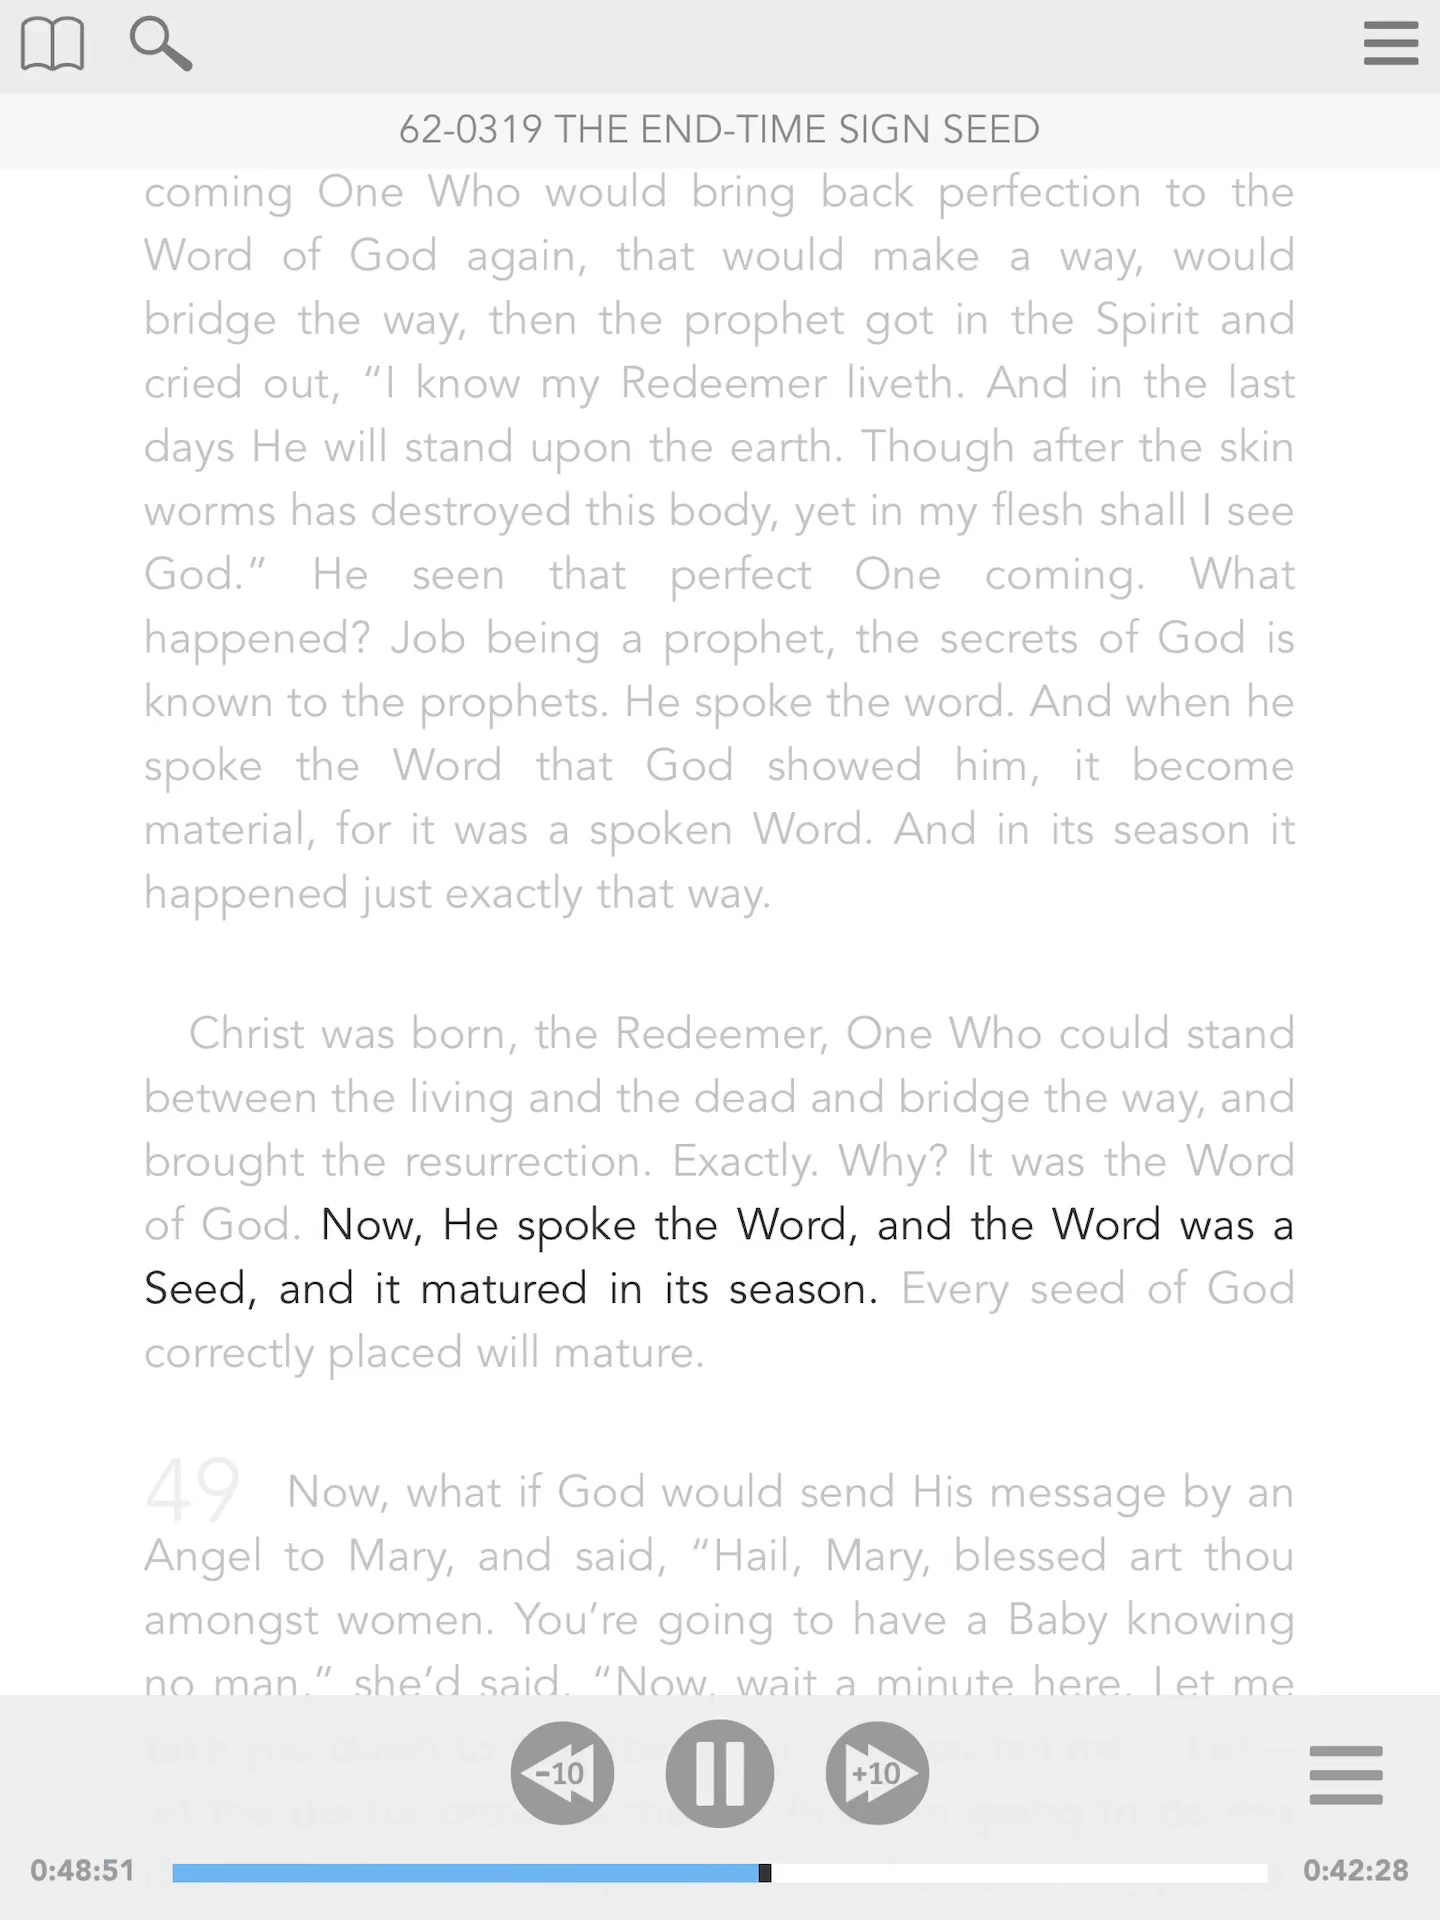 62-0319 THE END-TIME SIGN SEED
coming One Who would bring back perfection to the
Word of God again, that would make a way, would
bridge the way, then the prophet got in the Spirit and
cried out, “I know my Redeemer liveth. And in the last
days He will stand upon the earth. Though after the skin
worms has destroyed this body, yet in my flesh shall I see
God.” He seen that perfect One coming. What
happened? Job being a prophet, the secrets of God is
known to the prophets. He spoke the word. And when he
spoke the Word that God showed him, it become
material, for it was a spoken Word. And in its season it
happened just exactly that way.
Christ was born, the Redeemer, One Who could stand
between the living and the dead and bridge the way, and
brought the resurrection. Exactly. Why? It was the Word
of God. Now, He spoke the Word, and the Word was a
Seed, and it matured in its season. Every seed of God
correctly placed will mature.
49 Now, what if God would send His message by an
Angel to Mary, and said, “Hail, Mary, blessed art thou
amongst women. You’re going to have a Baby knowing
no man,” she’d said, “Now, wait a minute here. Let me
-10 +10
0:48:51 0:42:28